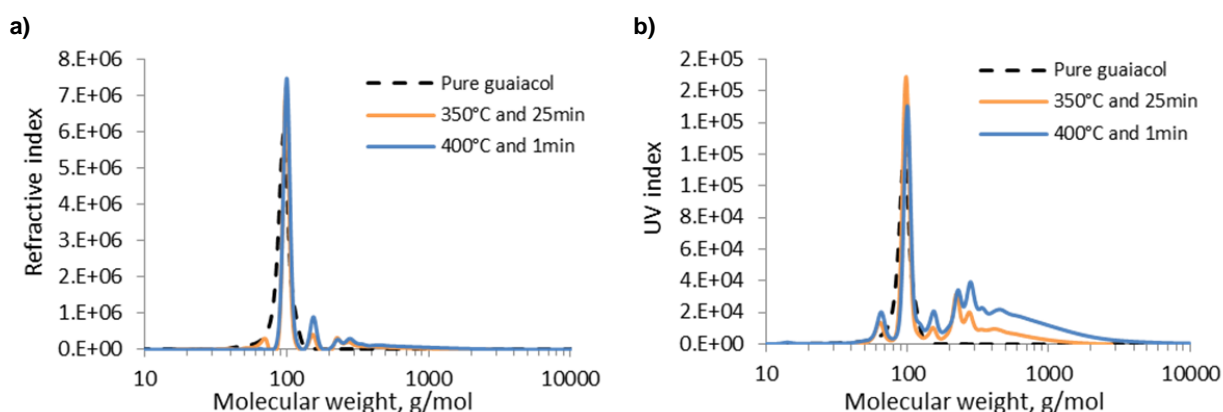 a)
8.E+06
7.E+06
6.E+06
5.E+06
4.E+06
3.E+06
2.E+06
1.E+06
0.E+00
Refractive index
Pure guaiacol
350°C and 25min
400°C and 1min
10 100 1000 10000
Molecular weight, g/mol
b)
2.E+05
2.E+05
1.E+05
1.E+05
1.E+05
8.E+04
6.E+04
4.E+04
2.E+04
0.E+00
UV index
Pure guaiacol
350°C and 25min
400°C and 1min
10 100 1000 10000
Molecular weight, g/mol